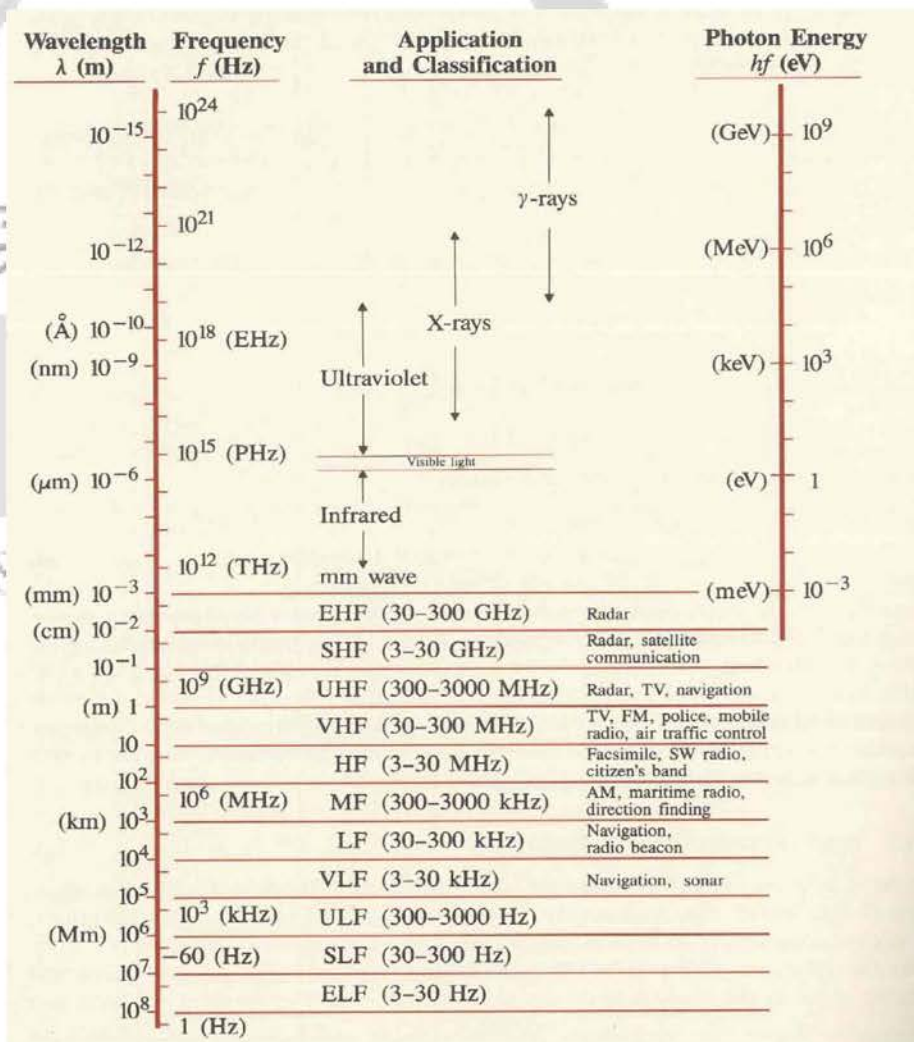 Wavelength Frequency Application Photon Energy
λ (m) f (Hz) and Classification hf (eV)
10^24
10^-15 (GeV) 10^9
γ-rays
10^21
10^-12 (MeV) 10^6
X-rays
(Å) 10^-10 10^18 (EHz)
(nm) 10^-9 (keV) 10^3
Ultraviolet
10^15 (PHz)
Visible light
(μm) 10^-6 (eV) 1
Infrared
10^12 (THz)
mm wave
(mm) 10^-3 (meV) 10^-3
EHF (30–300 GHz) Radar
(cm) 10^-2
SHF (3–30 GHz) Radar, satellite
communication
10^-1
10^9 (GHz) UHF (300–3000 MHz) Radar, TV, navigation
(m) 1
VHF (30–300 MHz) TV, FM, police, mobile
radio, air traffic control
10
HF (3–30 MHz) Facsimile, SW radio,
citizen's band
10^2
10^6 (MHz) MF (300–3000 kHz) AM, maritime radio,
direction finding
(km) 10^3
LF (30–300 kHz) Navigation,
radio beacon
10^4
VLF (3–30 kHz) Navigation, sonar
10^5
10^3 (kHz) ULF (300–3000 Hz)
(Mm) 10^6
60 (Hz) SLF (30–300 Hz)
10^7
ELF (3–30 Hz)
10^8
1 (Hz)